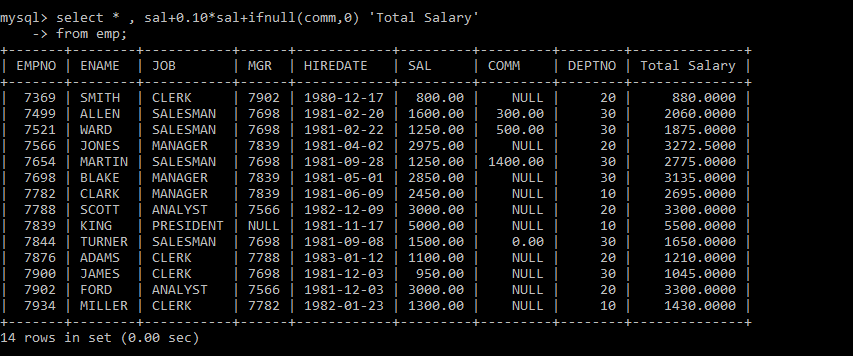 mysql> select * , sal+0.10*sal+ifnull(comm,0) 'Total Salary'
    -> from emp;
+-------+--------+-----------+------+------------+---------+---------+--------+--------------+
| EMPNO | ENAME  | JOB       | MGR  | HIREDATE   | SAL     | COMM    | DEPTNO | Total Salary |
+-------+--------+-----------+------+------------+---------+---------+--------+--------------+
|  7369 | SMITH  | CLERK     | 7902 | 1980-12-17 |  800.00 |    NULL |     20 |     880.0000 |
|  7499 | ALLEN  | SALESMAN  | 7698 | 1981-02-20 | 1600.00 |  300.00 |     30 |    2060.0000 |
|  7521 | WARD   | SALESMAN  | 7698 | 1981-02-22 | 1250.00 |  500.00 |     30 |    1875.0000 |
|  7566 | JONES  | MANAGER   | 7839 | 1981-04-02 | 2975.00 |    NULL |     20 |    3272.5000 |
|  7654 | MARTIN | SALESMAN  | 7698 | 1981-09-28 | 1250.00 | 1400.00 |     30 |    2775.0000 |
|  7698 | BLAKE  | MANAGER   | 7839 | 1981-05-01 | 2850.00 |    NULL |     30 |    3135.0000 |
|  7782 | CLARK  | MANAGER   | 7839 | 1981-06-09 | 2450.00 |    NULL |     10 |    2695.0000 |
|  7788 | SCOTT  | ANALYST   | 7566 | 1982-12-09 | 3000.00 |    NULL |     20 |    3300.0000 |
|  7839 | KING   | PRESIDENT | NULL | 1981-11-17 | 5000.00 |    NULL |     10 |    5500.0000 |
|  7844 | TURNER | SALESMAN  | 7698 | 1981-09-08 | 1500.00 |    0.00 |     30 |    1650.0000 |
|  7876 | ADAMS  | CLERK     | 7788 | 1983-01-12 | 1100.00 |    NULL |     20 |    1210.0000 |
|  7900 | JAMES  | CLERK     | 7698 | 1981-12-03 |  950.00 |    NULL |     30 |    1045.0000 |
|  7902 | FORD   | ANALYST   | 7566 | 1981-12-03 | 3000.00 |    NULL |     20 |    3300.0000 |
|  7934 | MILLER | CLERK     | 7782 | 1982-01-23 | 1300.00 |    NULL |     10 |    1430.0000 |
+-------+--------+-----------+------+------------+---------+---------+--------+--------------+
14 rows in set (0.00 sec)